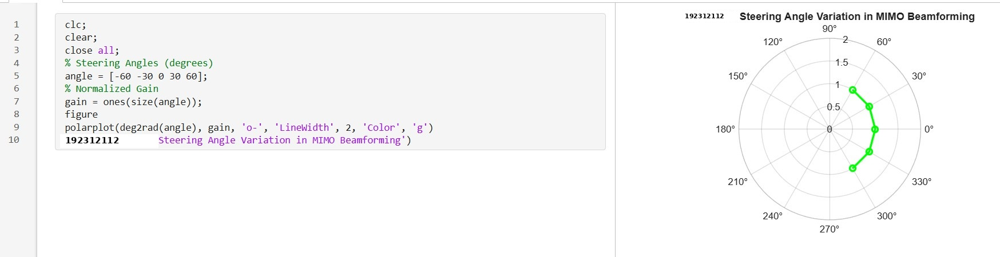 1 clc;
2 clear;
3 close all;
4 % Steering Angles (degrees)
5 angle = [-60 -30 0 30 60];
6 % Normalized Gain
7 gain = ones(size(angle));
8 figure
9 polarplot(deg2rad(angle), gain, 'o-', 'LineWidth', 2, 'Color', 'g')
10 192312112 Steering Angle Variation in MIMO Beamforming')
192312112 Steering Angle Variation in MIMO Beamforming
90°
120° 2 60°
1.5
150° 30°
1
0.5
180° 0 0°
210° 330°
240° 300°
270°